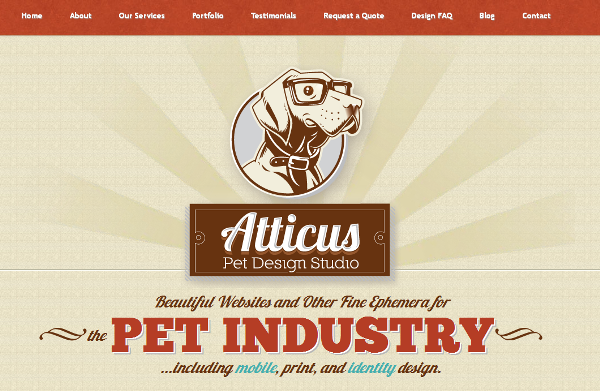 Home About Our Services Portfolio Testimonials Request a Quote Design FAQ Blog Contact
Atticus
Pet Design Studio
Beautiful Websites and Other Fine Ephemera for
the PET INDUSTRY
...including mobile, print, and identity design.